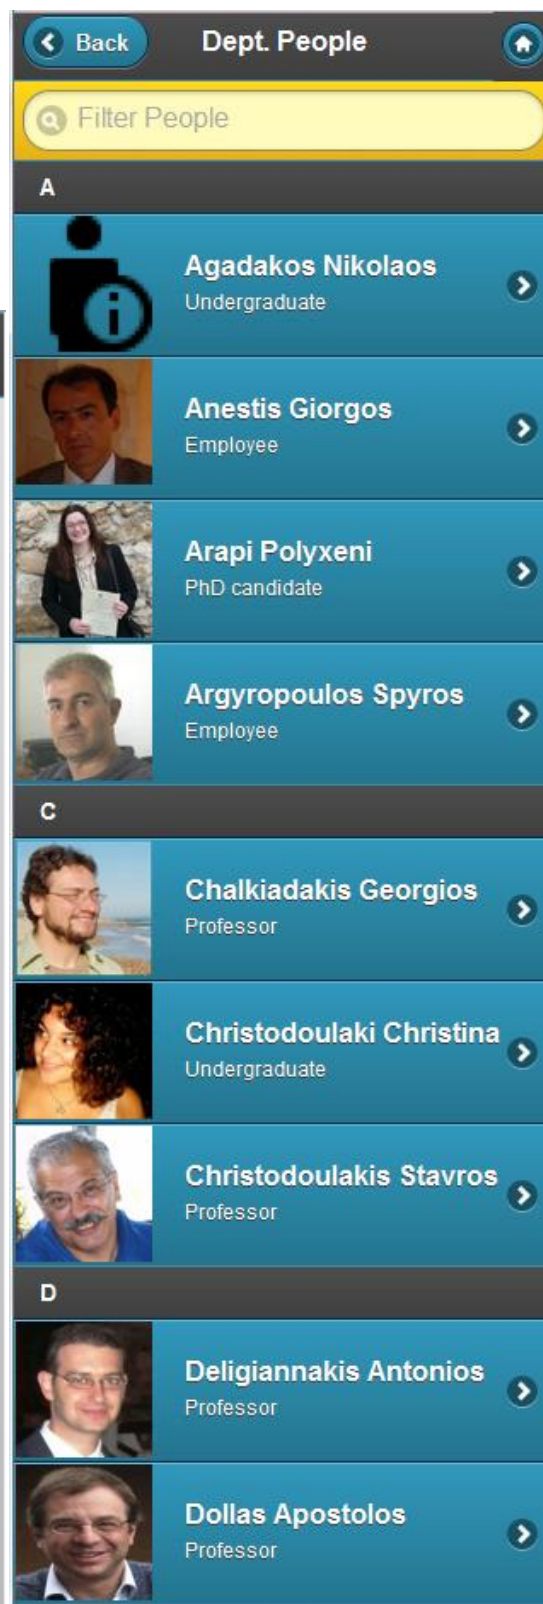 Back
Dept. People
Filter People
A
Agadakos Nikolaos
Undergraduate
Anestis Giorgos
Employee
Arapi Polyxeni
PhD candidate
Argyropoulos Spyros
Employee
C
Chalkiadakis Georgios
Professor
Christodoulaki Christina
Undergraduate
Christodoulakis Stavros
Professor
D
Deligiannakis Antonios
Professor
Dollas Apostolos
Professor